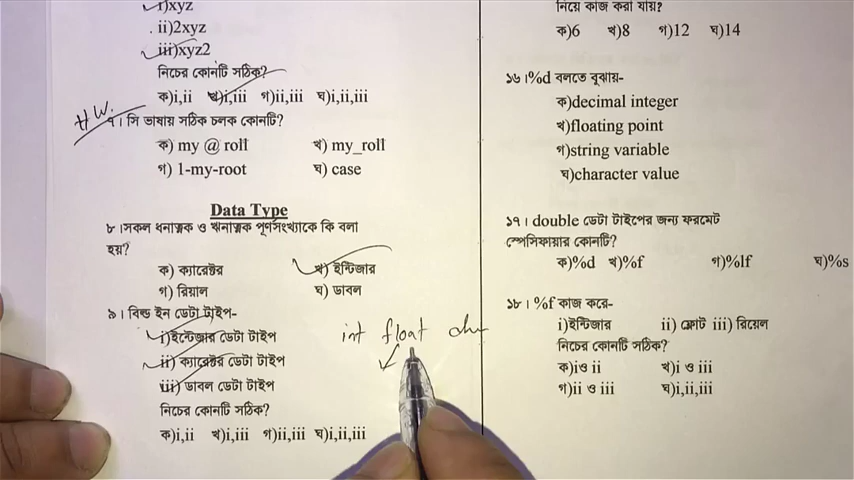 i)xyz
ii)2xyz
iii)xyz2
নিচের কোনটি সঠিক?
ক)i,ii খ)i,iii গ)ii,iii ঘ)i,ii,iii
H.W.
৭। সি ভাষায় সঠিক চলক কোনটি?
ক) my @ roll খ) my_roll
গ) 1-my-root ঘ) case
Data Type
৮।সকল ধনাত্মক ও ঋনাত্মক পূর্ণসংখ্যাকে কি বলা
হয়?
ক) ক্যারেক্টর খ) ইন্টিজার
গ) রিয়াল ঘ) ডাবল
৯। বিল্ড ইন ডেটা টাইপ-
i)ইন্টেজার ডেটা টাইপ
ii) ক্যারেক্টর ডেটা টাইপ
iii) ডাবল ডেটা টাইপ
নিচের কোনটি সঠিক?
ক)i,ii খ)i,iii গ)ii,iii ঘ)i,ii,iii
int float
নিয়ে কাজ করা যায়?
ক)6 খ)8 গ)12 ঘ)14
১৬।%d বলতে বুঝায়-
ক)decimal integer
খ)floating point
গ)string variable
ঘ)character value
১৭। double ডেটা টাইপের জন্য ফরমেট
স্পেসিফায়ার কোনটি?
ক)%d খ)%f গ)%lf ঘ)%s
১৮। %f কাজ করে-
i)ইন্টিজার ii) ফ্লোট iii) রিয়েল
নিচের কোনটি সঠিক?
ক)iও ii খ)i ও iii
গ)ii ও iii ঘ)i,ii,iii